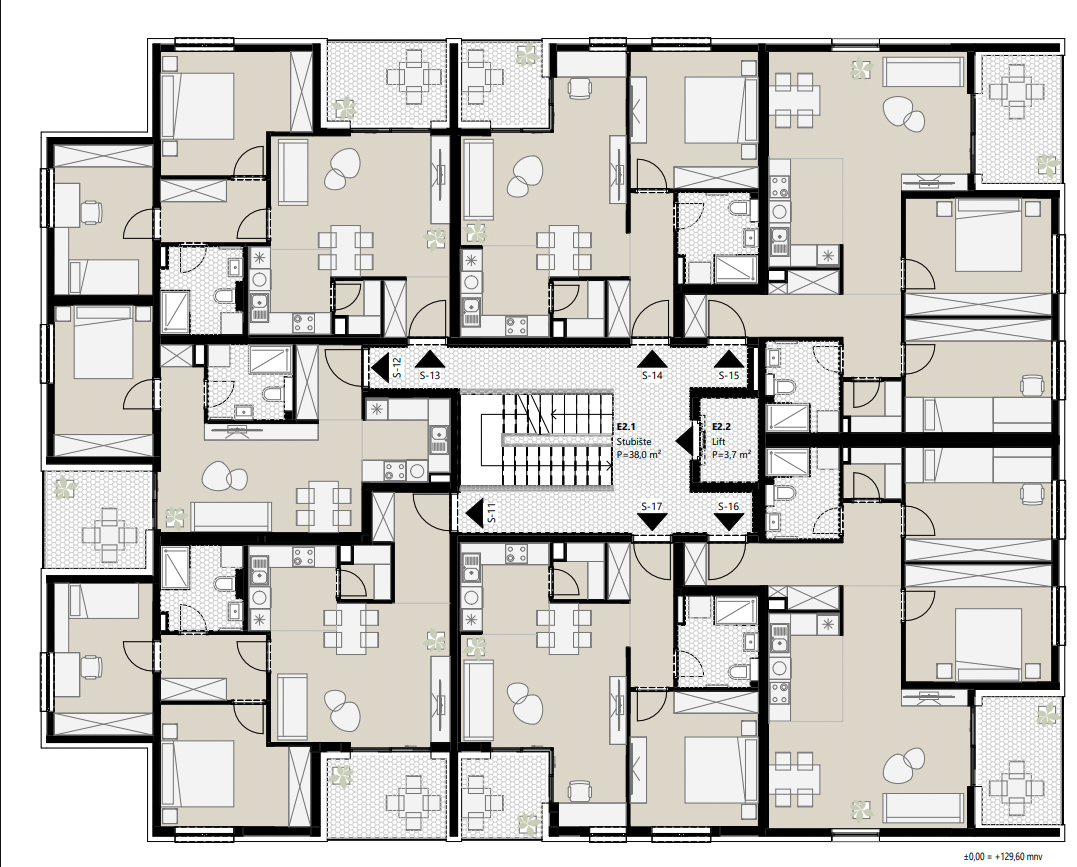 S-12
S-13
S-14
S-15
E2.1
Stubište
P=38,0 m²
E2.2
Lift
P=3,7 m²
S-11
S-17
S-16
±0,00 = +129,60 mnv